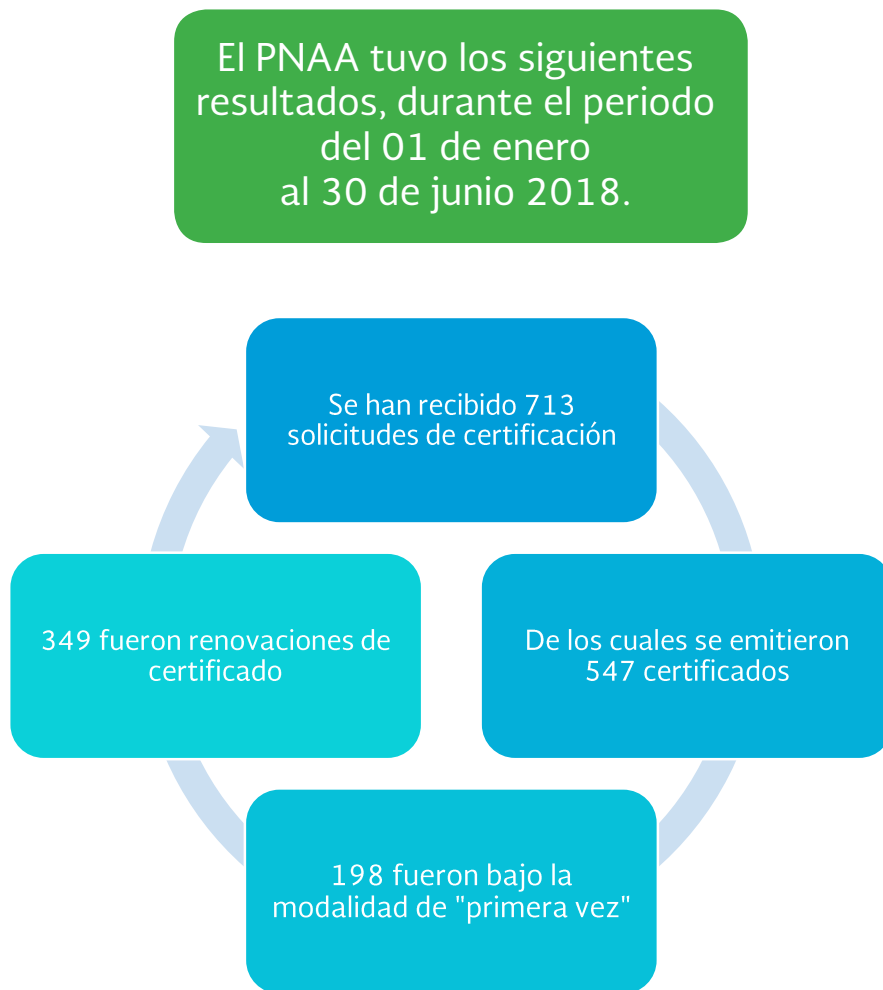 El PNAA tuvo los siguientes
resultados, durante el periodo
del 01 de enero
al 30 de junio 2018.
Se han recibido 713
solicitudes de certificación
De los cuales se emitieron
547 certificados
198 fueron bajo la
modalidad de "primera vez"
349 fueron renovaciones de
certificado